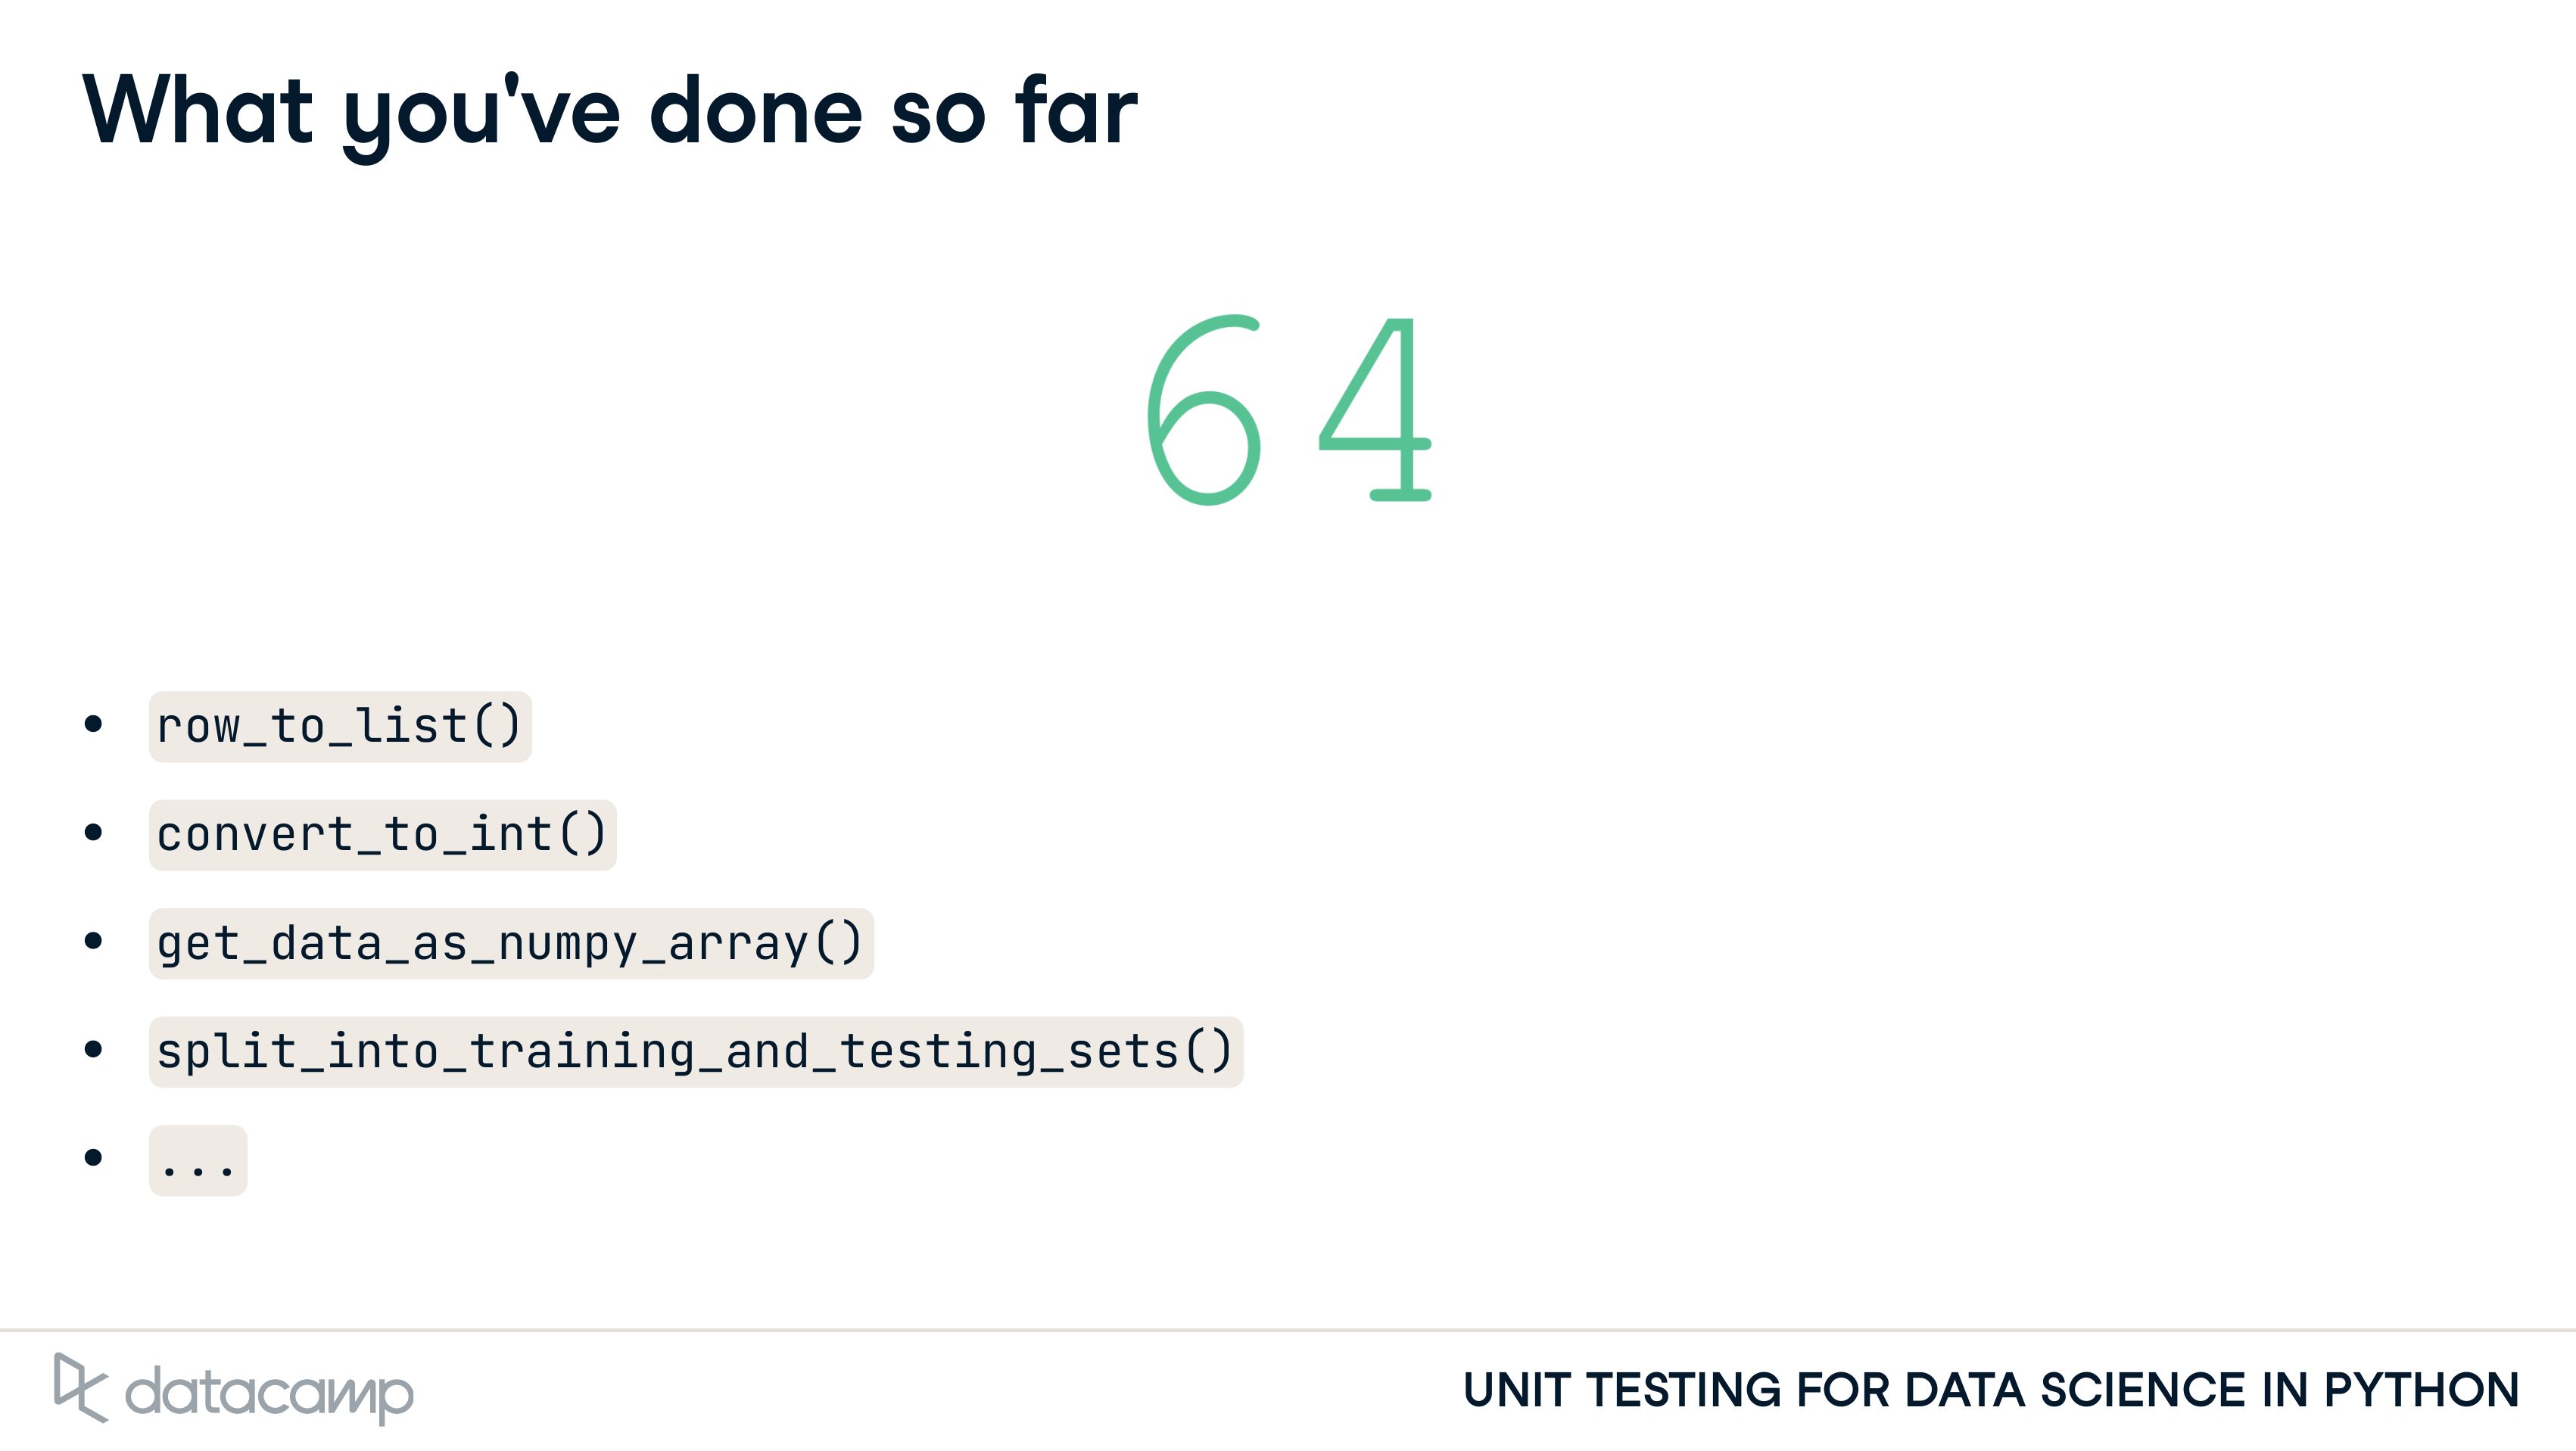 What you've done so far
64
• row_to_list()
• convert_to_int()
• get_data_as_numpy_array()
• split_into_training_and_testing_sets()
• ...
datacamp
UNIT TESTING FOR DATA SCIENCE IN PYTHON